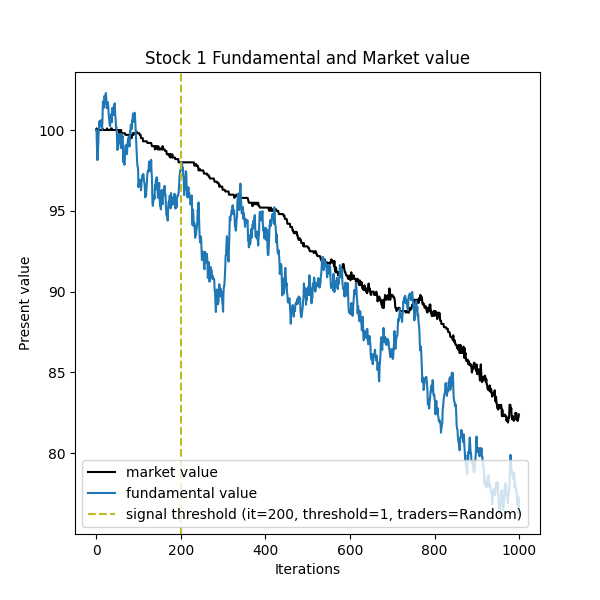 Stock 1 Fundamental and Market value
Present value
100
95
90
85
80
market value
fundamental value
signal threshold (it=200, threshold=1, traders=Random)
0
200
400
600
800
1000
Iterations